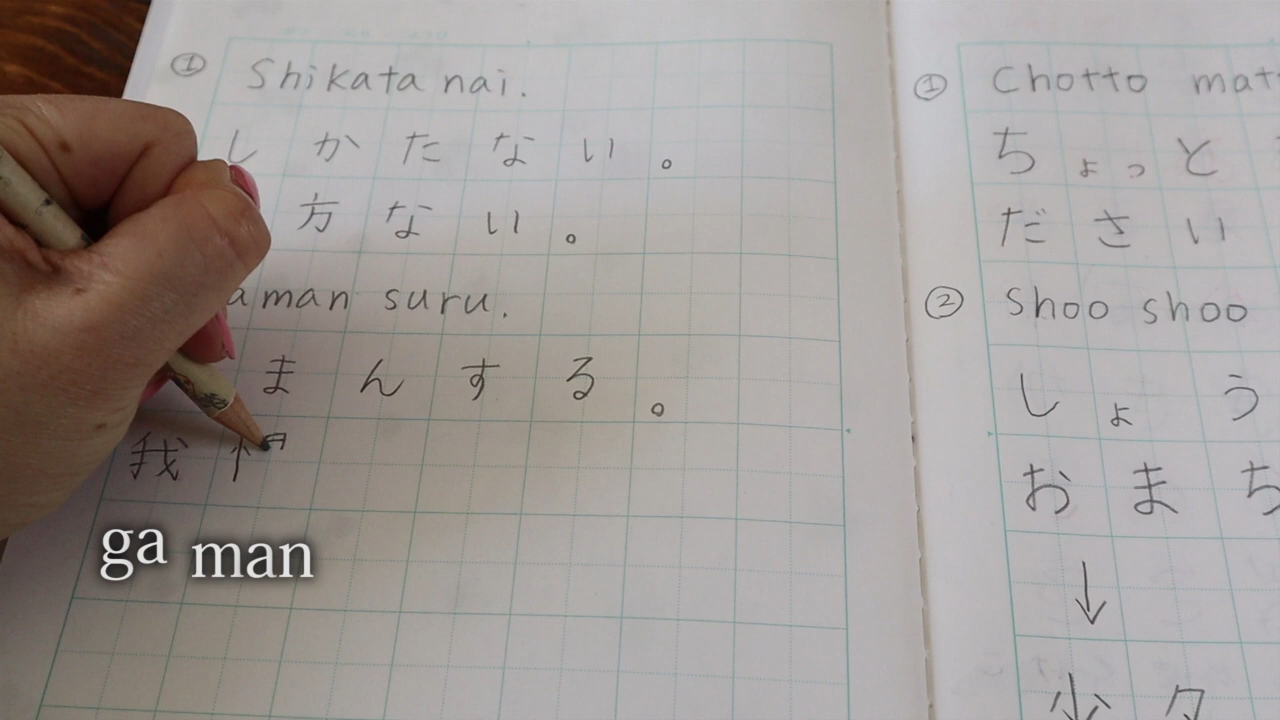 ① Shikata nai.
しかたない。
方ない。
aman suru.
まんする。
我
ga man
① Chotto mat
ちょっと
ださい
② Shoo shoo
しょう
おまち
↓
少